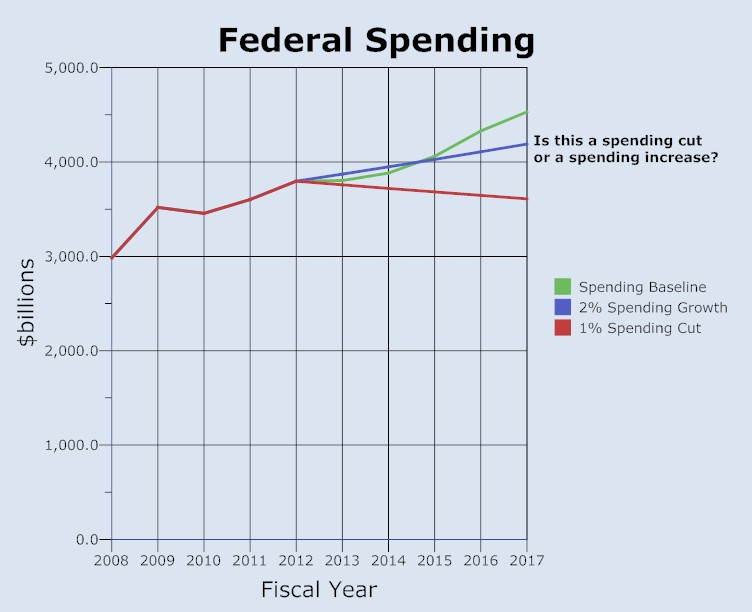 Federal Spending
5,000.0
4,000.0
3,000.0
2,000.0
1,000.0
0.0
$billions
2008 2009 2010 2011 2012 2013 2014 2015 2016 2017
Fiscal Year
Is this a spending cut
or a spending increase?
Spending Baseline
2% Spending Growth
1% Spending Cut